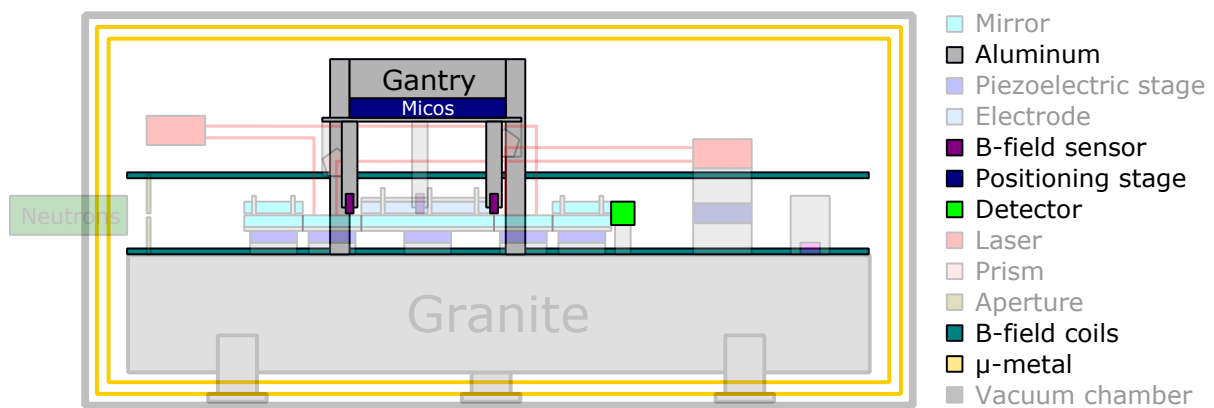 Gantry
Micos
Neutrons
Granite
Mirror
Aluminum
Piezoelectric stage
Electrode
B-field sensor
Positioning stage
Detector
Laser
Prism
Aperture
B-field coils
μ-metal
Vacuum chamber